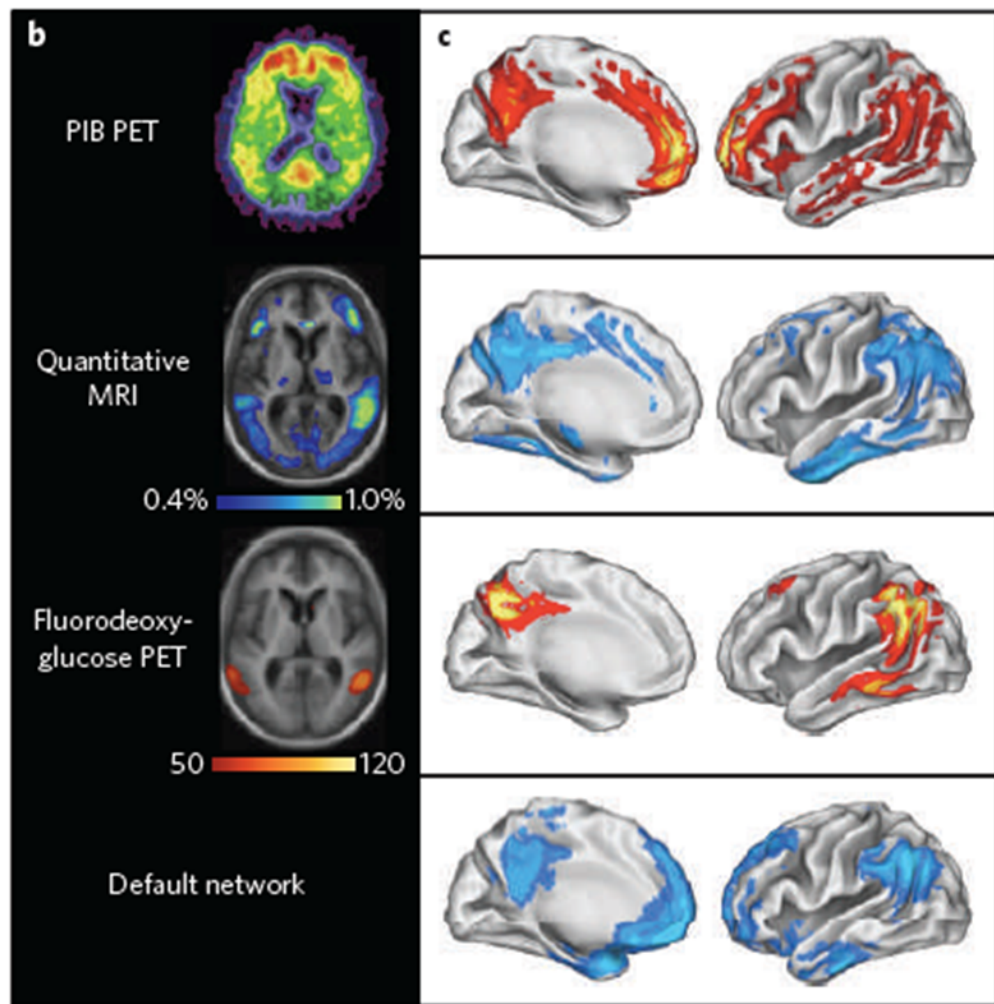 b
c
PIB PET
Quantitative
MRI
0.4%
1.0%
Fluorodeoxy-
glucose PET
50
120
Default network